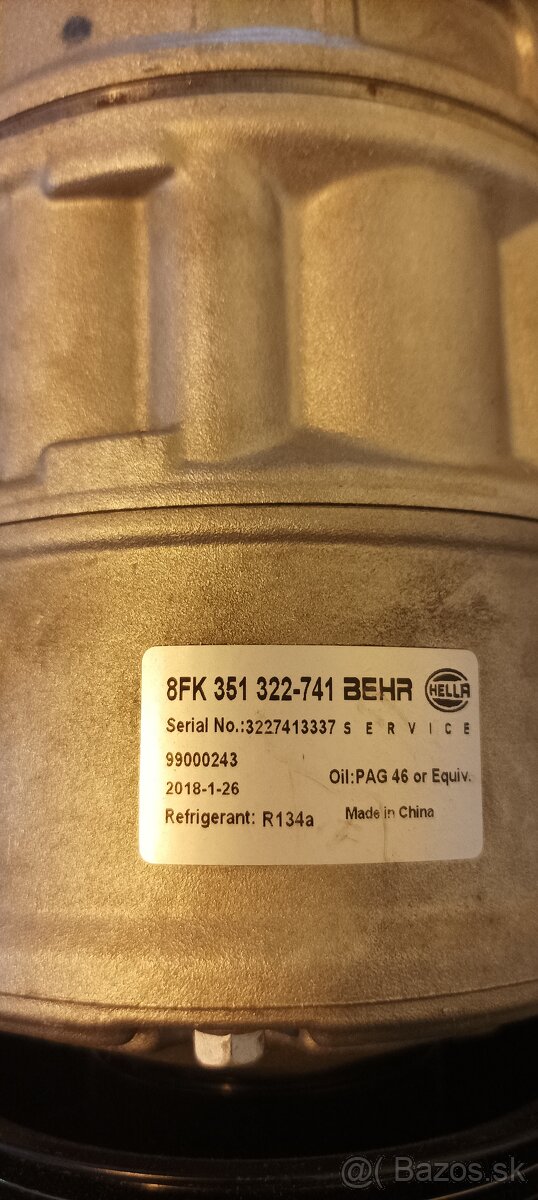 8FK 351 322-741 BEHR HELLA
Serial No.:3227413337 SERVICE
99000243
Oil:PAG 46 or Equiv.
2018-1-26
Refrigerant: R134a Made in China
@( Bazos.sk